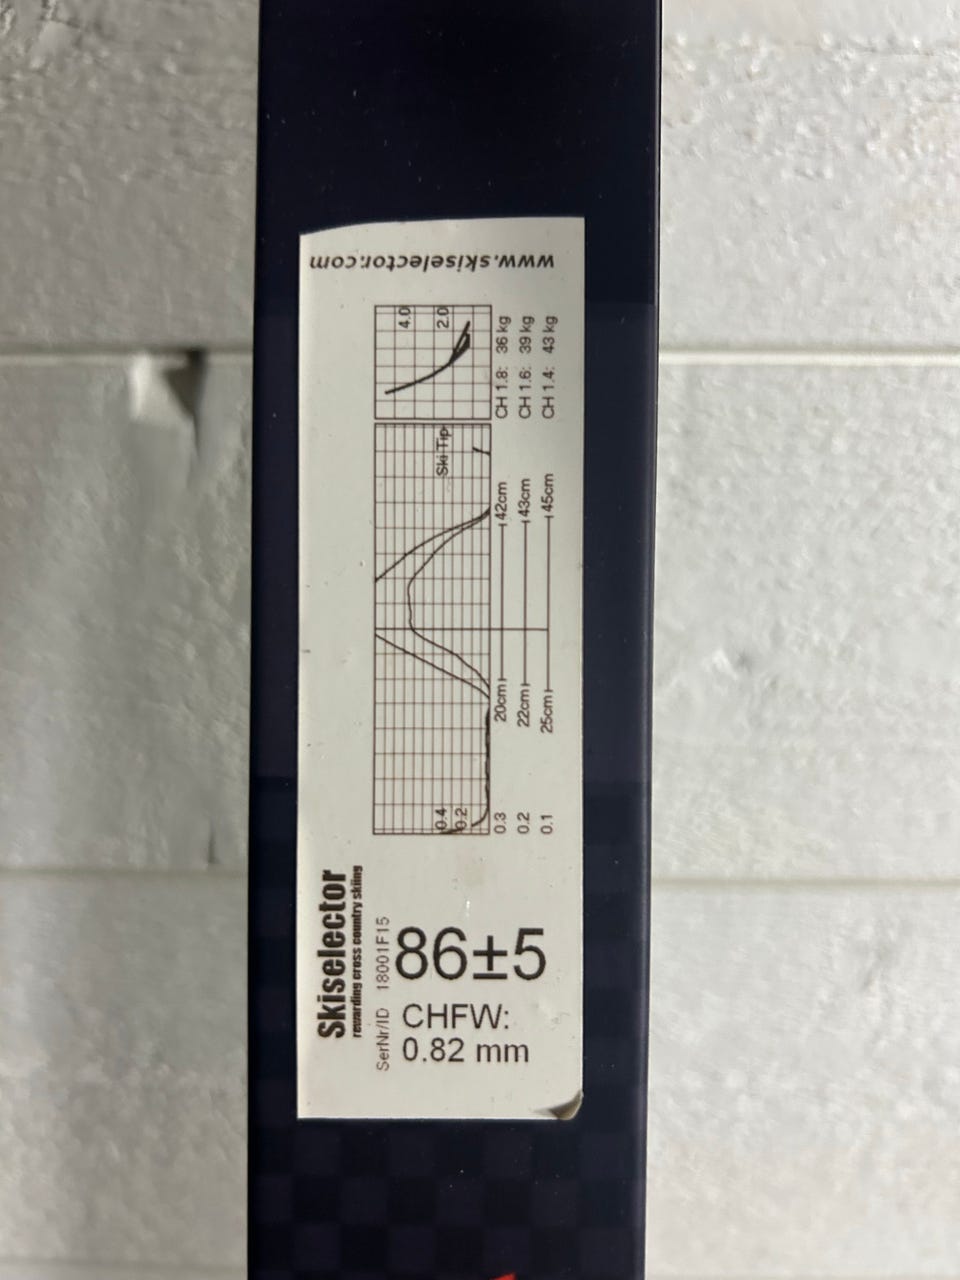 www.skiselector.com
4.0
2.0
CH 1.8: 36 kg
CH 1.6: 39 kg
CH 1.4: 43 kg
Ski Tip
0.4
0.2
0.3 20cm 42cm
0.2 22cm 43cm
0.1 25cm 45cm
Skiselector
rewarding cross country skiing
SerNr/ID 18001F15
86±5
CHFW:
0.82 mm